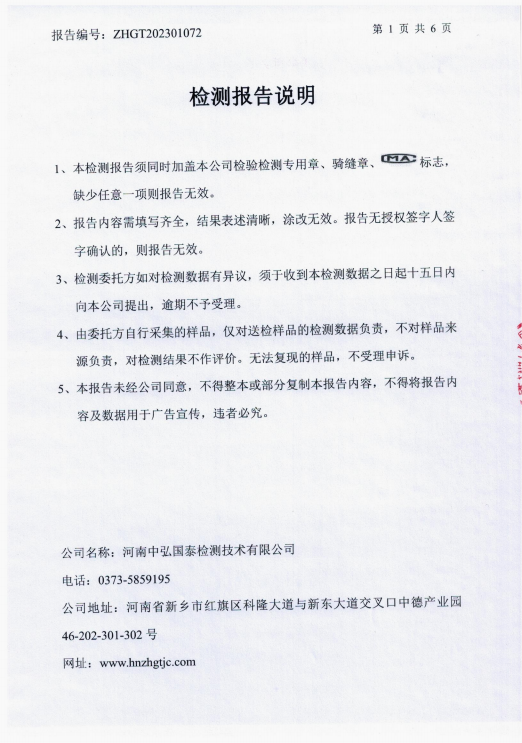 报告编号：ZHGT202301072
第 1 页 共 6 页
检测报告说明
1、本检测报告须同时加盖本公司检验检测专用章、骑缝章、MA 标志，
缺少任意一项则报告无效。
2、报告内容需填写齐全，结果表述清晰，涂改无效。报告无授权签字人签
字确认的，则报告无效。
3、检测委托方如对检测数据有异议，须于收到本检测数据之日起十五日内
向本公司提出，逾期不予受理。
4、由委托方自行采集的样品，仅对送检样品的检测数据负责，不对样品来
源负责，对检测结果不作评价。无法复现的样品，不受理申诉。
5、本报告未经公司同意，不得整本或部分复制本报告内容，不得将报告内
容及数据用于广告宣传，违者必究。
公司名称：河南中弘国泰检测技术有限公司
电话：0373-5859195
公司地址：河南省新乡市红旗区科隆大道与新东大道交叉口中德产业园
46-202-301-302 号
网址：www.hnzhgtjc.com